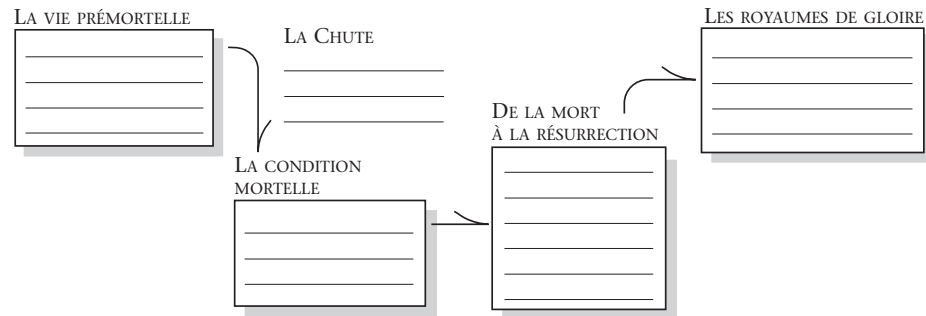 La vie prémortelle
La Chute
La condition
mortelle
De la mort
à la résurrection
Les royaumes de gloire